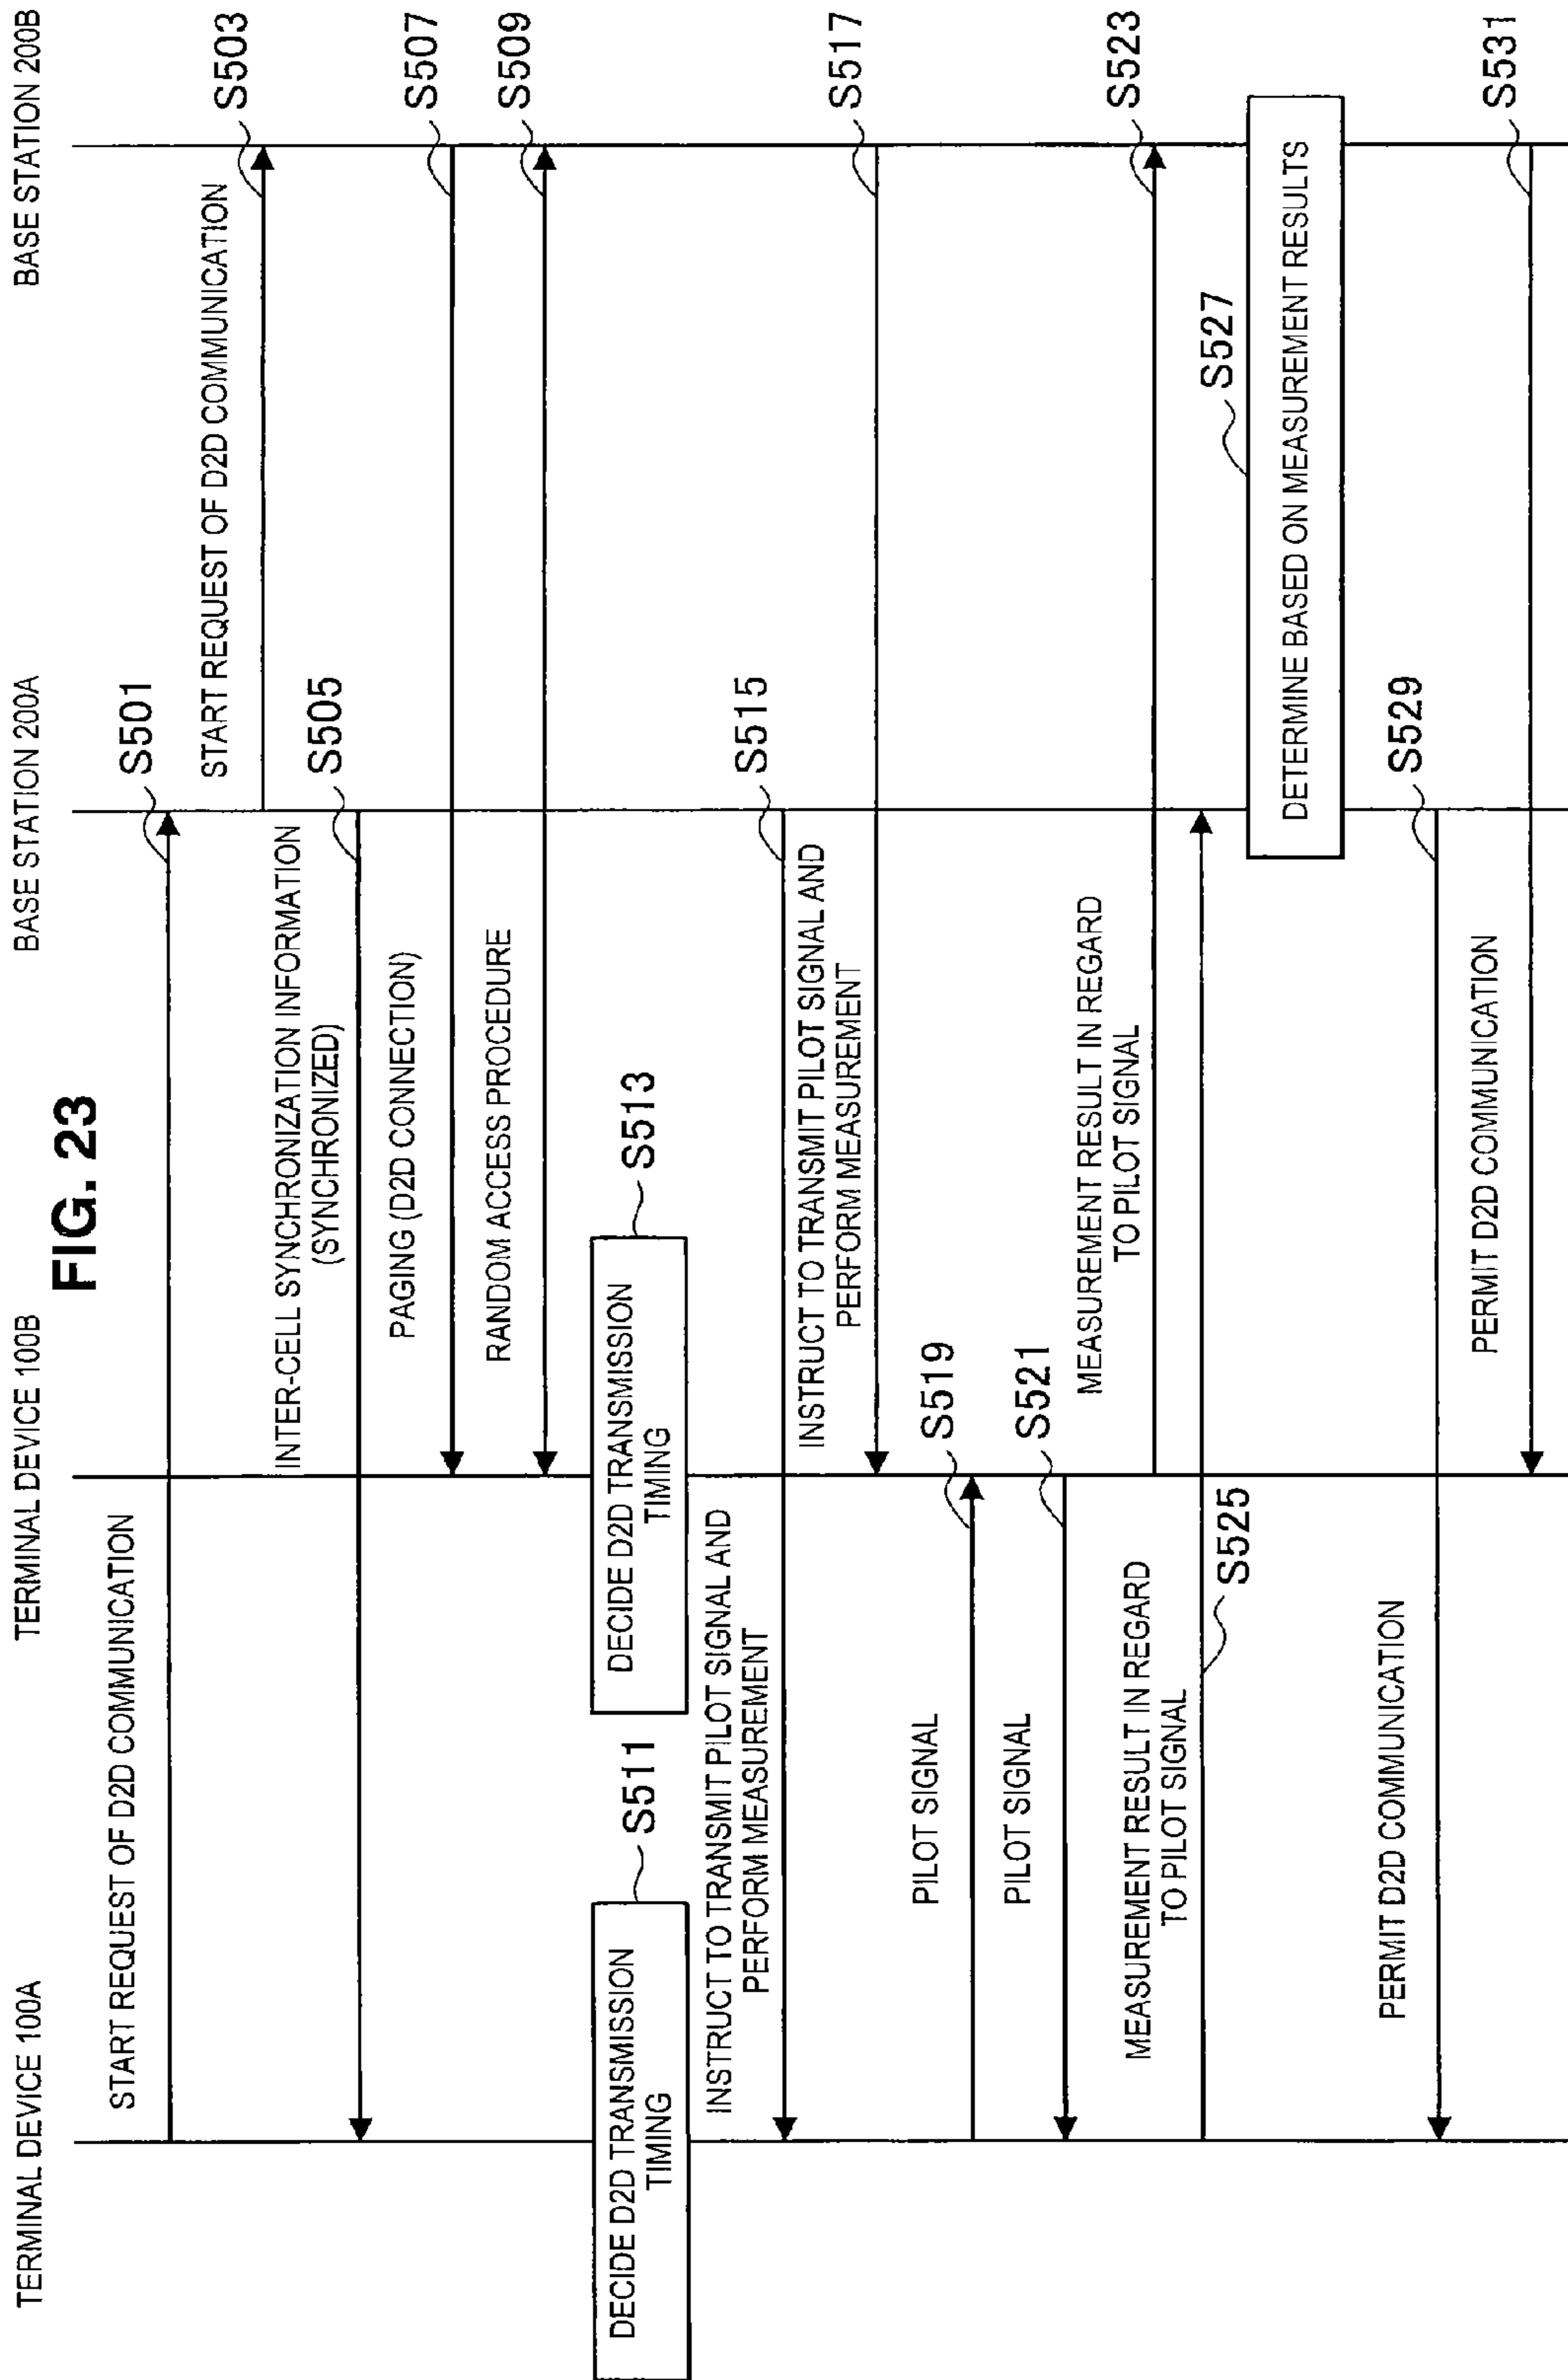 FIG. 23
TERMINAL DEVICE 100A
TERMINAL DEVICE 100B
BASE STATION 200A
BASE STATION 200B
START REQUEST OF D2D COMMUNICATION
S501
START REQUEST OF D2D COMMUNICATION
S503
INTER-CELL SYNCHRONIZATION INFORMATION
(SYNCHRONIZED)
S505
PAGING (D2D CONNECTION)
S507
RANDOM ACCESS PROCEDURE
S509
DECIDE D2D TRANSMISSION
TIMING
S511
DECIDE D2D TRANSMISSION
TIMING
S513
INSTRUCT TO TRANSMIT PILOT SIGNAL AND
PERFORM MEASUREMENT
S515
INSTRUCT TO TRANSMIT PILOT SIGNAL AND
PERFORM MEASUREMENT
S517
PILOT SIGNAL
S519
PILOT SIGNAL
S521
MEASUREMENT RESULT IN REGARD
TO PILOT SIGNAL
S523
MEASUREMENT RESULT IN REGARD
TO PILOT SIGNAL
S525
S527
DETERMINE BASED ON MEASUREMENT RESULTS
PERMIT D2D COMMUNICATION
S529
PERMIT D2D COMMUNICATION
S531